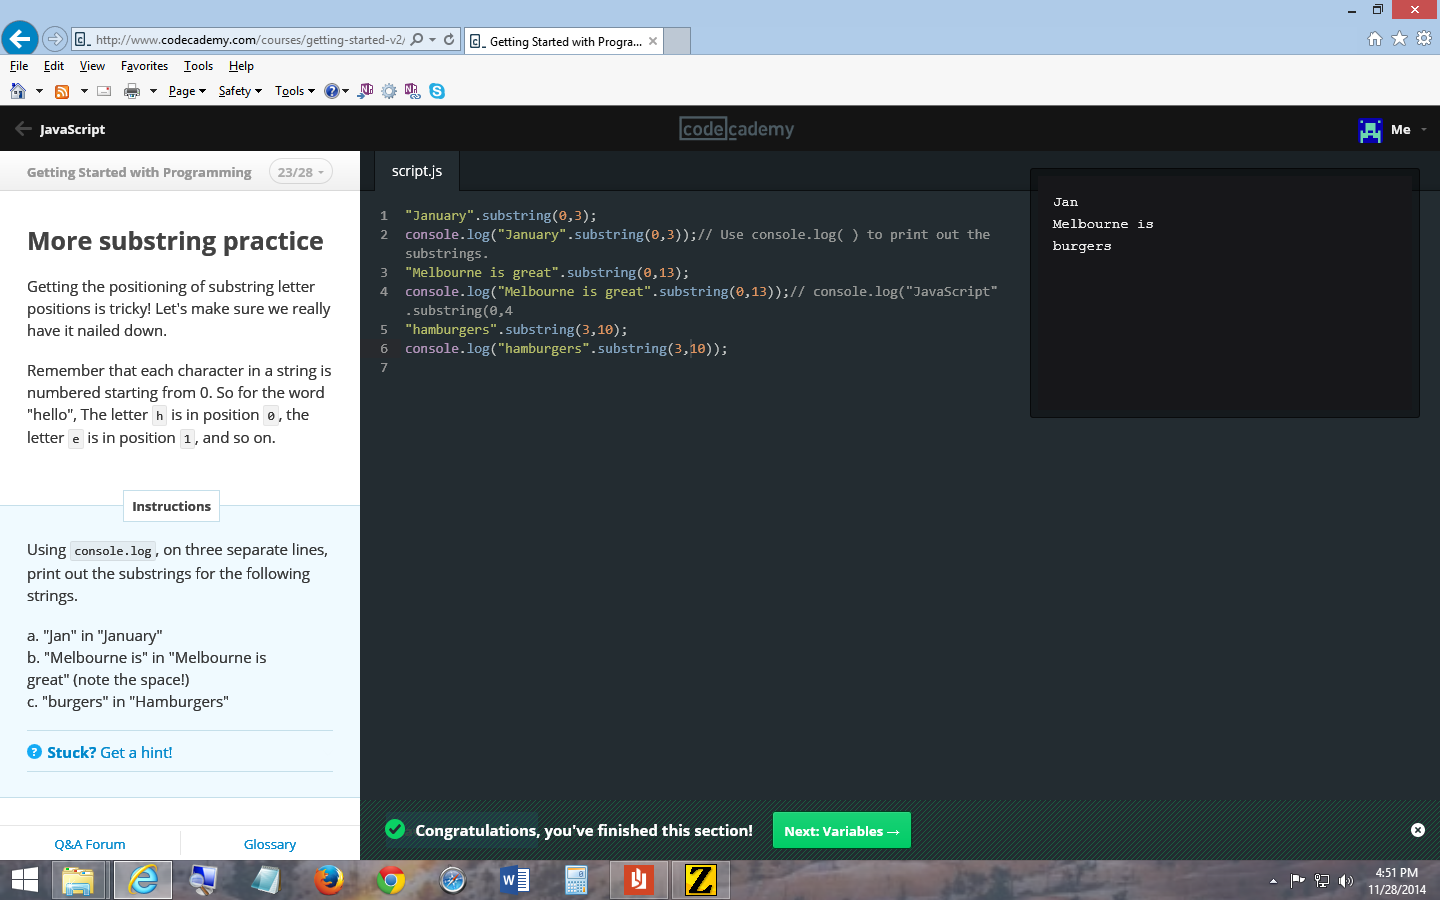 http://www.codecademy.com/courses/getting-started-v2/
Getting Started with Progra...
File Edit View Favorites Tools Help
Page Safety Tools
JavaScript
codecademy
Me
Getting Started with Programming 23/28
script.js
More substring practice
Getting the positioning of substring letter
positions is tricky! Let's make sure we really
have it nailed down.
Remember that each character in a string is
numbered starting from 0. So for the word
"hello", The letter h is in position 0, the
letter e is in position 1, and so on.
Instructions
Using console.log, on three separate lines,
print out the substrings for the following
strings.
a. "Jan" in "January"
b. "Melbourne is" in "Melbourne is
great" (note the space!)
c. "burgers" in "Hamburgers"
Stuck? Get a hint!
Q&A Forum Glossary
1 "January".substring(0,3);
2 console.log("January".substring(0,3));// Use console.log( ) to print out the
substrings.
3 "Melbourne is great".substring(0,13);
4 console.log("Melbourne is great".substring(0,13));// console.log("JavaScript"
.substring(0,4
5 "hamburgers".substring(3,10);
6 console.log("hamburgers".substring(3,10));
7
Jan
Melbourne is
burgers
Congratulations, you've finished this section!
Next: Variables →
4:51 PM
11/28/2014